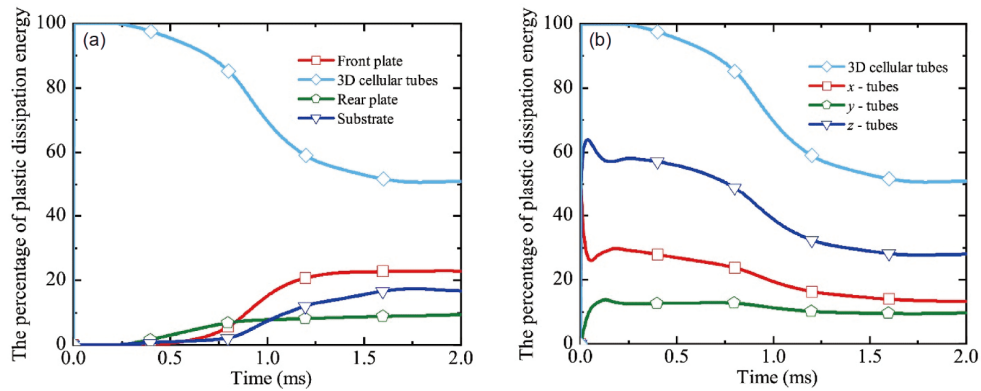 The percentage of plastic dissipation energy
100
80
60
40
20
0
(a)
Front plate
3D cellular tubes
Rear plate
Substrate
0.0
0.5
1.0
1.5
2.0
Time (ms)
The percentage of plastic dissipation energy
100
80
60
40
20
0
(b)
3D cellular tubes
x - tubes
y - tubes
z - tubes
0.0
0.5
1.0
1.5
2.0
Time (ms)